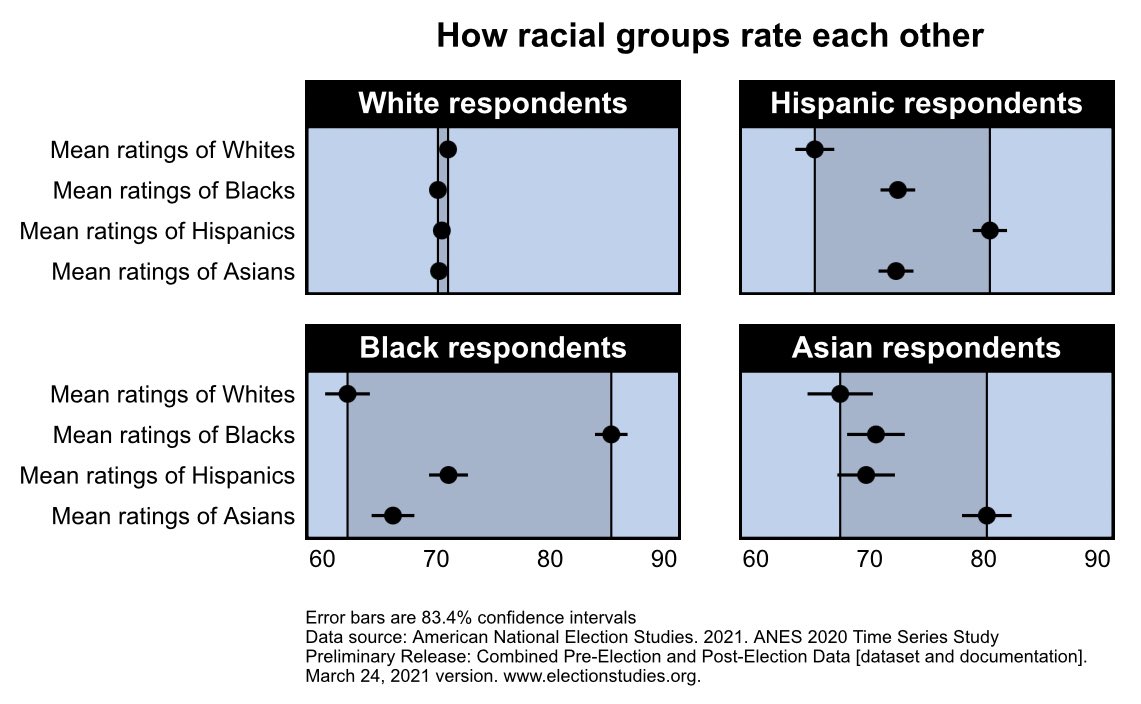 How racial groups rate each other
White respondents
Hispanic respondents
Mean ratings of Whites
Mean ratings of Blacks
Mean ratings of Hispanics
Mean ratings of Asians
Black respondents
Asian respondents
Mean ratings of Whites
Mean ratings of Blacks
Mean ratings of Hispanics
Mean ratings of Asians
60 70 80 90
60 70 80 90
Error bars are 83.4% confidence intervals
Data source: American National Election Studies. 2021. ANES 2020 Time Series Study
Preliminary Release: Combined Pre-Election and Post-Election Data [dataset and documentation].
March 24, 2021 version. www.electionstudies.org.